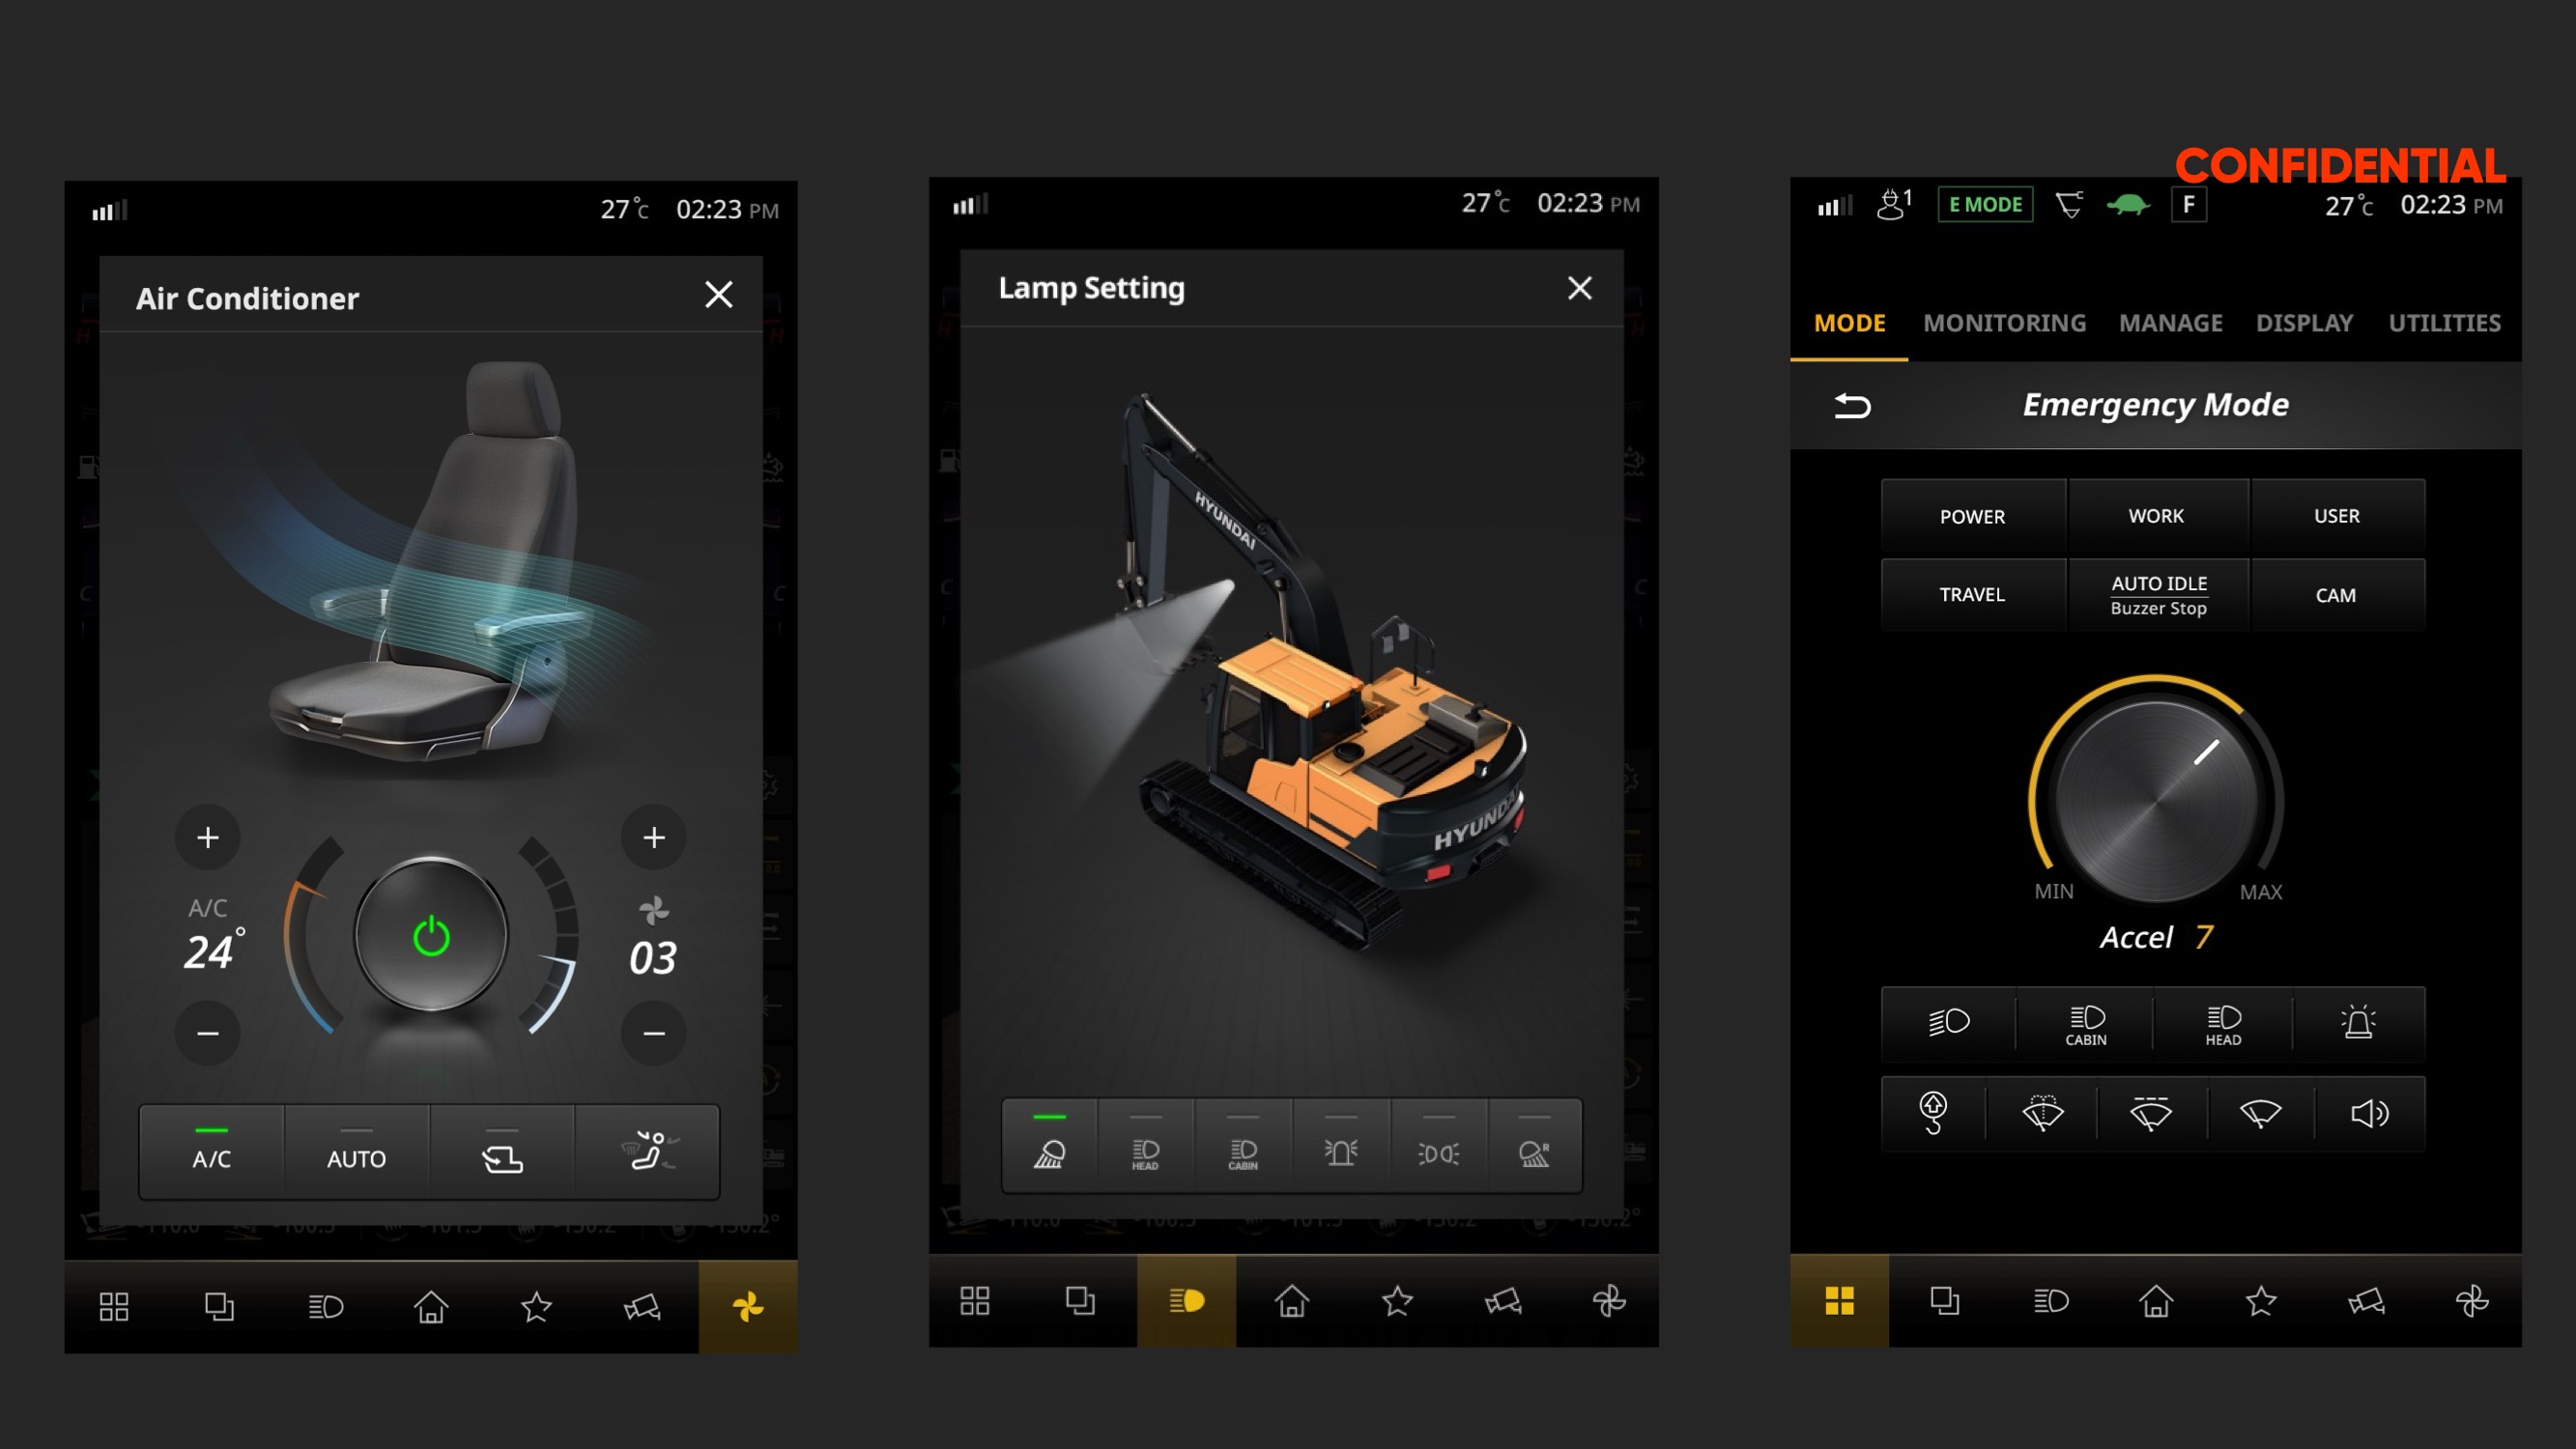 CONFIDENTIAL
27°C 02:23 PM
Air Conditioner
A/C
24°
03
A/C AUTO
27°C 02:23 PM
Lamp Setting
HYUNDAI
HYUNDAI
HEAD CABIN R
1 E MODE F 27°C 02:23 PM
MODE MONITORING MANAGE DISPLAY UTILITIES
Emergency Mode
POWER WORK USER
TRAVEL AUTO IDLE CAM
Buzzer Stop
MIN MAX
Accel 7
CABIN HEAD